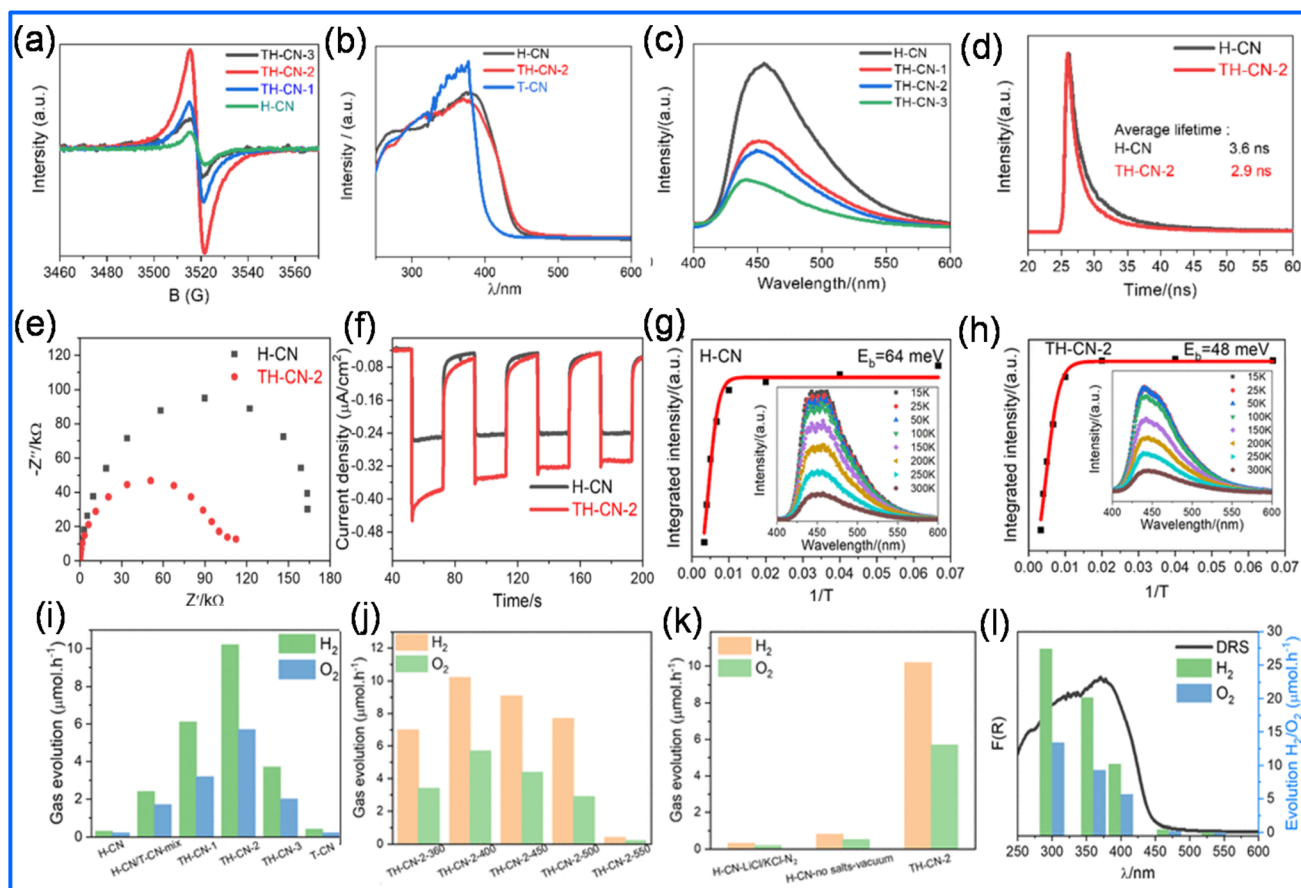 (a)
TH-CN-3
TH-CN-2
TH-CN-1
H-CN
Intersity (a.u.)
3460 3480 3500 3520 3540 3560
B (G)
(b)
H-CN
TH-CN-2
T-CN
Intersity / (a.u.)
300 400 500 600
λ/nm
(c)
H-CN
TH-CN-1
TH-CN-2
TH-CN-3
Intensity/(a.u.)
400 450 500 550 600
Wavelength/(nm)
(d)
H-CN
TH-CN-2
Average lifetime :
H-CN 3.6 ns
TH-CN-2 2.9 ns
Intensity/(a.u.)
20 25 30 35 40 45 50 55 60
Time/(ns)
(e)
H-CN
TH-CN-2
-Z''/kΩ
120
100
80
60
40
20
0
0 30 60 90 120 150 180
Z'/kΩ
(f)
H-CN
TH-CN-2
Current density (μA/cm²)
-0.08
-0.16
-0.24
-0.32
-0.40
-0.48
40 80 120 160 200
Time/s
(g)
H-CN
E_b=64 meV
15K
25K
50K
100K
150K
200K
250K
300K
Intensity/(a.u.)
400 450 500 550 600
Wavelength/(nm)
Integrated intensity/(a.u.)
0.00 0.01 0.02 0.03 0.04 0.05 0.06 0.07
1/T
(h)
TH-CN-2
E_b=48 meV
15K
25K
50K
100K
150K
200K
250K
300K
Intensity/(a.u.)
400 450 500 550 600
Wavelength/(nm)
Integrated intensity/(a.u.)
0.00 0.01 0.02 0.03 0.04 0.05 0.06 0.07
1/T
(i)
H₂
O₂
Gas evolution (μmol.h⁻¹)
10
8
6
4
2
0
H-CN
H-CN/T-CN-mix
TH-CN-1
TH-CN-2
TH-CN-3
T-CN
(j)
H₂
O₂
Gas evolution (μmol.h⁻¹)
14
12
10
8
6
4
2
0
TH-CN-2-360
TH-CN-2-400
TH-CN-2-450
TH-CN-2-500
TH-CN-2-550
(k)
H₂
O₂
Gas evolution (μmol.h⁻¹)
10
8
6
4
2
0
H-CN-LiCl/KCl-N₂
H-CN-no salts-vacuum
TH-CN-2
(l)
DRS
H₂
O₂
F(R)
30
25
20
15
10
5
0
Evolution H₂/O₂ (μmol.h⁻¹)
250 300 350 400 450 500 550 600
λ/nm